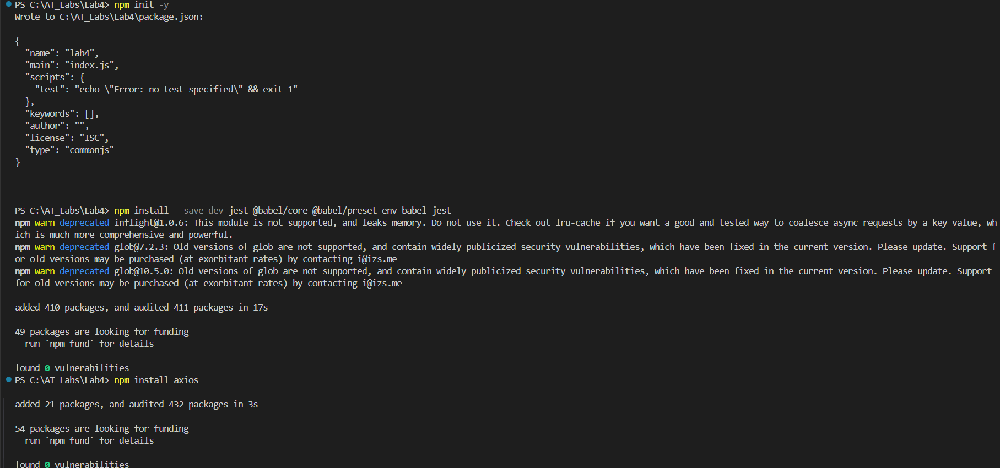 PS C:\AT_Labs\Lab4> npm init -y
Wrote to C:\AT_Labs\Lab4\package.json:
{
  "name": "lab4",
  "main": "index.js",
  "scripts": {
    "test": "echo \"Error: no test specified\" && exit 1"
  },
  "keywords": [],
  "author": "",
  "license": "ISC",
  "type": "commonjs"
}
PS C:\AT_Labs\Lab4> npm install --save-dev jest @babel/core @babel/preset-env babel-jest
npm warn deprecated inflight@1.0.6: This module is not supported, and leaks memory. Do not use it. Check out lru-cache if you want a good and tested way to coalesce async requests by a key value, wh
ich is much more comprehensive and powerful.
npm warn deprecated glob@7.2.3: Old versions of glob are not supported, and contain widely publicized security vulnerabilities, which have been fixed in the current version. Please update. Support f
or old versions may be purchased (at exorbitant rates) by contacting i@izs.me
npm warn deprecated glob@10.5.0: Old versions of glob are not supported, and contain widely publicized security vulnerabilities, which have been fixed in the current version. Please update. Support
for old versions may be purchased (at exorbitant rates) by contacting i@izs.me
added 410 packages, and audited 411 packages in 17s
49 packages are looking for funding
  run `npm fund` for details
found 0 vulnerabilities
PS C:\AT_Labs\Lab4> npm install axios
added 21 packages, and audited 432 packages in 3s
54 packages are looking for funding
  run `npm fund` for details
found 0 vulnerabilities